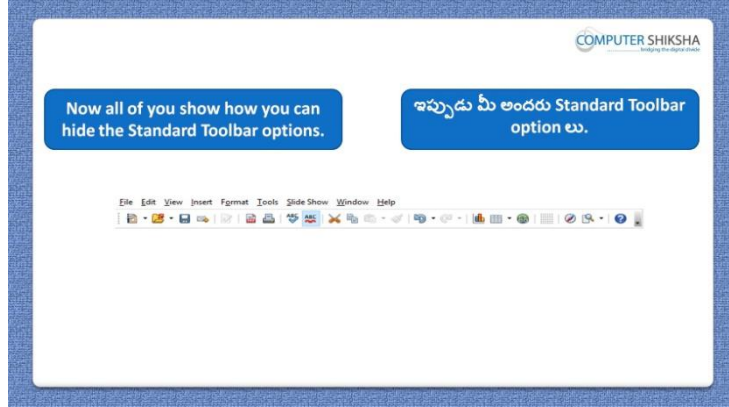 COMPUTER SHIKSHA
...bridging the digital divide
Now all of you show how you can
hide the Standard Toolbar options.
ఇప్పుడు మీ అందరు Standard Toolbar
option లు.
File Edit View Insert Format Tools Slide Show Window Help